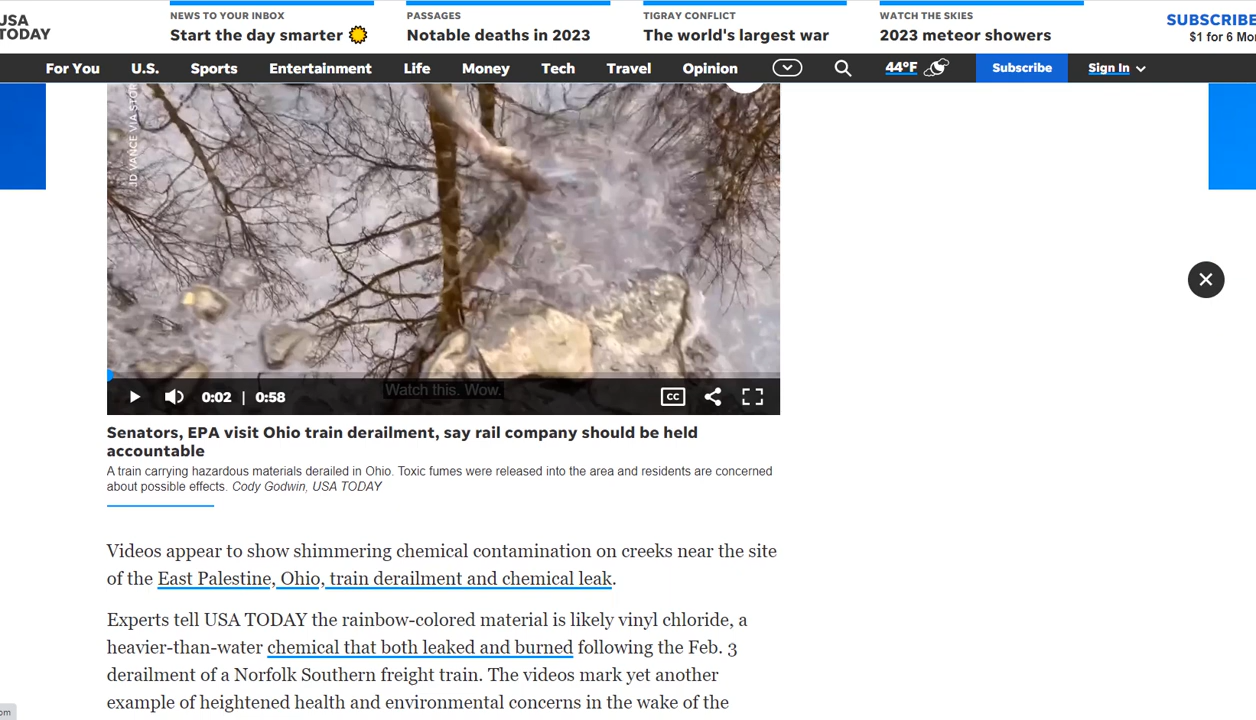 USA
TODAY
NEWS TO YOUR INBOX
Start the day smarter
PASSAGES
Notable deaths in 2023
TIGRAY CONFLICT
The world's largest war
WATCH THE SKIES
2023 meteor showers
SUBSCRIBE
$1 for 6 Mo
For You U.S. Sports Entertainment Life Money Tech Travel Opinion 44°F Subscribe Sign In
JD VANCE VIA STOR
Watch this. Wow.
0:02 | 0:58 CC
Senators, EPA visit Ohio train derailment, say rail company should be held
accountable
A train carrying hazardous materials derailed in Ohio. Toxic fumes were released into the area and residents are concerned
about possible effects. Cody Godwin, USA TODAY
Videos appear to show shimmering chemical contamination on creeks near the site
of the East Palestine, Ohio, train derailment and chemical leak.
Experts tell USA TODAY the rainbow-colored material is likely vinyl chloride, a
heavier-than-water chemical that both leaked and burned following the Feb. 3
derailment of a Norfolk Southern freight train. The videos mark yet another
example of heightened health and environmental concerns in the wake of the
om